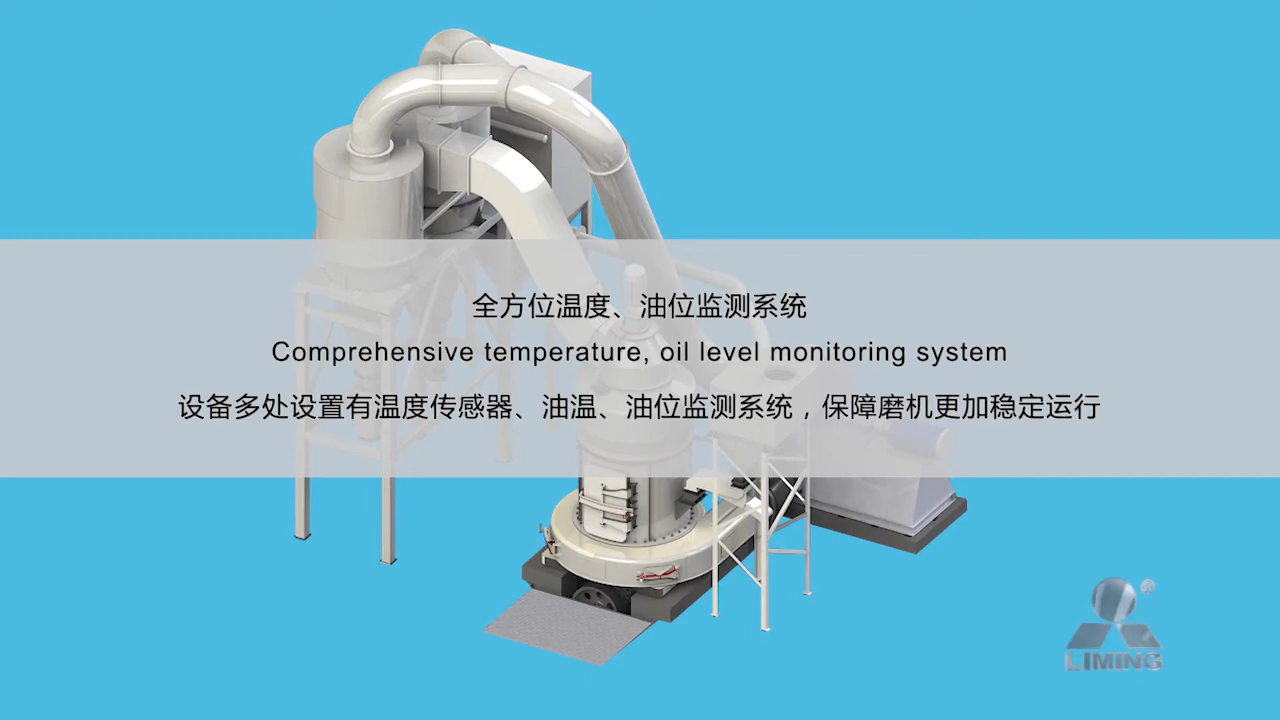 全方位温度、油位监测系统
Comprehensive temperature, oil level monitoring system
设备多处设置有温度传感器、油温、油位监测系统，保障磨机更加稳定运行
LIMING